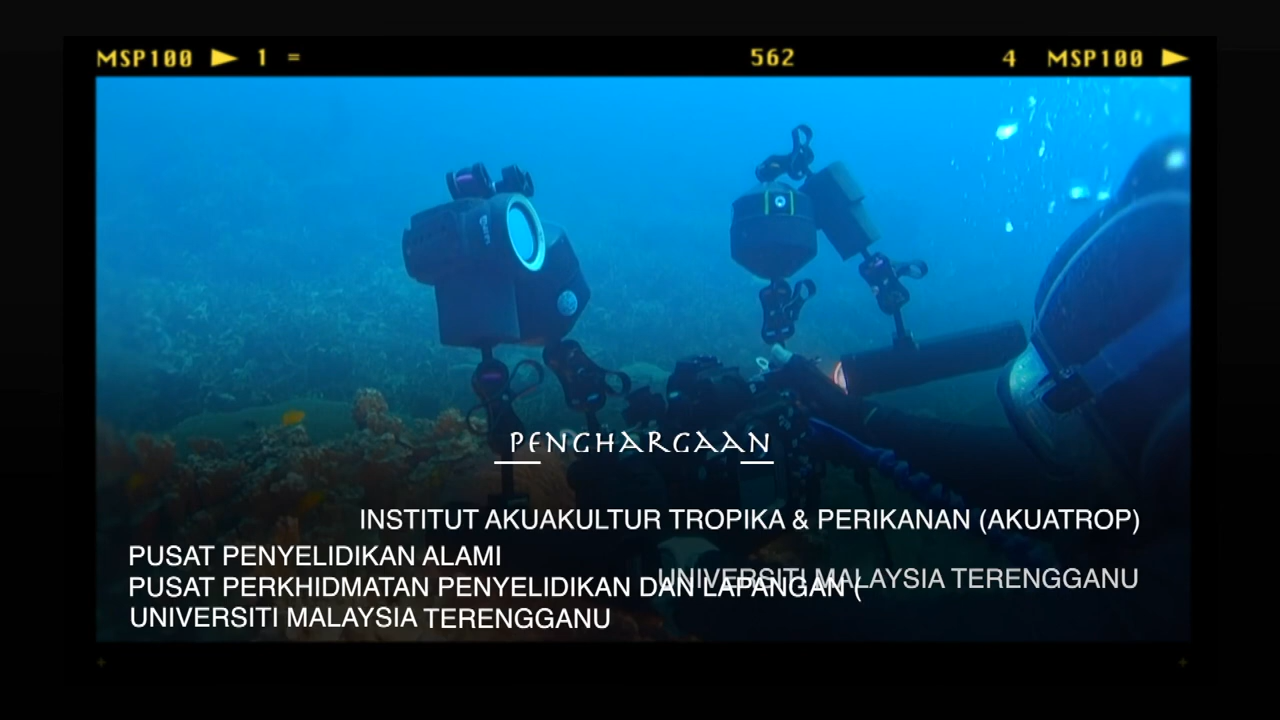 MSP100 ▶ 1 = 562 4 MSP100 ▶
PENGHARGAAN
INSTITUT AKUAKULTUR TROPIKA & PERIKANAN (AKUATROP)
UNIVERSITI MALAYSIA TERENGGANU
PUSAT PENYELIDIKAN ALAMI
PUSAT PERKHIDMATAN PENYELIDIKAN DAN LAPANGAN (
UNIVERSITI MALAYSIA TERENGGANU